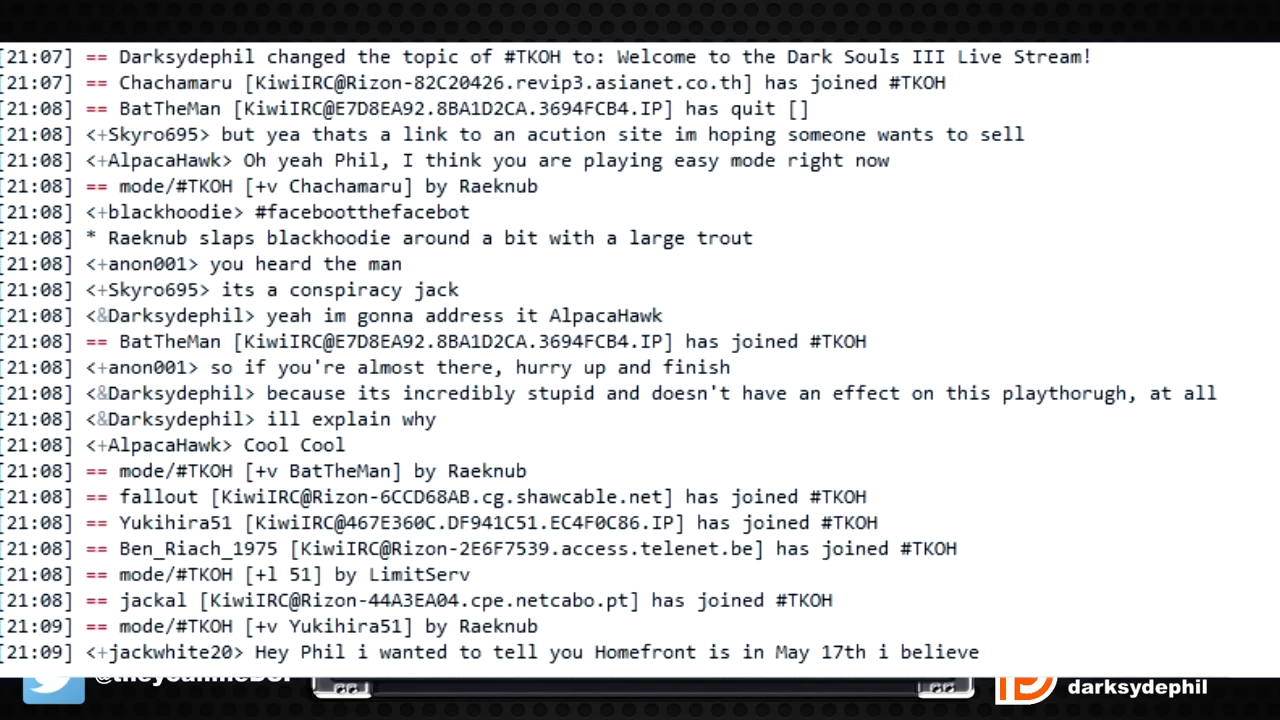 [21:07] == Darksydephil changed the topic of #TKOH to: Welcome to the Dark Souls III Live Stream!
[21:07] == Chachamaru [KiwiIRC@Rizon-82C20426.revip3.asianet.co.th] has joined #TKOH
[21:08] == BatTheMan [KiwiIRC@E7D8EA92.8BA1D2CA.3694FCB4.IP] has quit []
[21:08] <+Skyro695> but yea thats a link to an acution site im hoping someone wants to sell
[21:08] <+AlpacaHawk> Oh yeah Phil, I think you are playing easy mode right now
[21:08] == mode/#TKOH [+v Chachamaru] by Raeknub
[21:08] <+blackhoodie> #facebootthefacebot
[21:08] * Raeknub slaps blackhoodie around a bit with a large trout
[21:08] <+anon001> you heard the man
[21:08] <+Skyro695> its a conspiracy jack
[21:08] <&Darksydephil> yeah im gonna address it AlpacaHawk
[21:08] == BatTheMan [KiwiIRC@E7D8EA92.8BA1D2CA.3694FCB4.IP] has joined #TKOH
[21:08] <+anon001> so if you're almost there, hurry up and finish
[21:08] <&Darksydephil> because its incredibly stupid and doesn't have an effect on this playthorugh, at all
[21:08] <&Darksydephil> ill explain why
[21:08] <+AlpacaHawk> Cool Cool
[21:08] == mode/#TKOH [+v BatTheMan] by Raeknub
[21:08] == fallout [KiwiIRC@Rizon-6CCD68AB.cg.shawcable.net] has joined #TKOH
[21:08] == Yukihira51 [KiwiIRC@467E360C.DF941C51.EC4F0C86.IP] has joined #TKOH
[21:08] == Ben_Riach_1975 [KiwiIRC@Rizon-2E6F7539.access.telenet.be] has joined #TKOH
[21:08] == mode/#TKOH [+l 51] by LimitServ
[21:08] == jackal [KiwiIRC@Rizon-44A3EA04.cpe.netcabo.pt] has joined #TKOH
[21:09] == mode/#TKOH [+v Yukihira51] by Raeknub
[21:09] <+jackwhite20> Hey Phil i wanted to tell you Homefront is in May 17th i believe
darksydephil